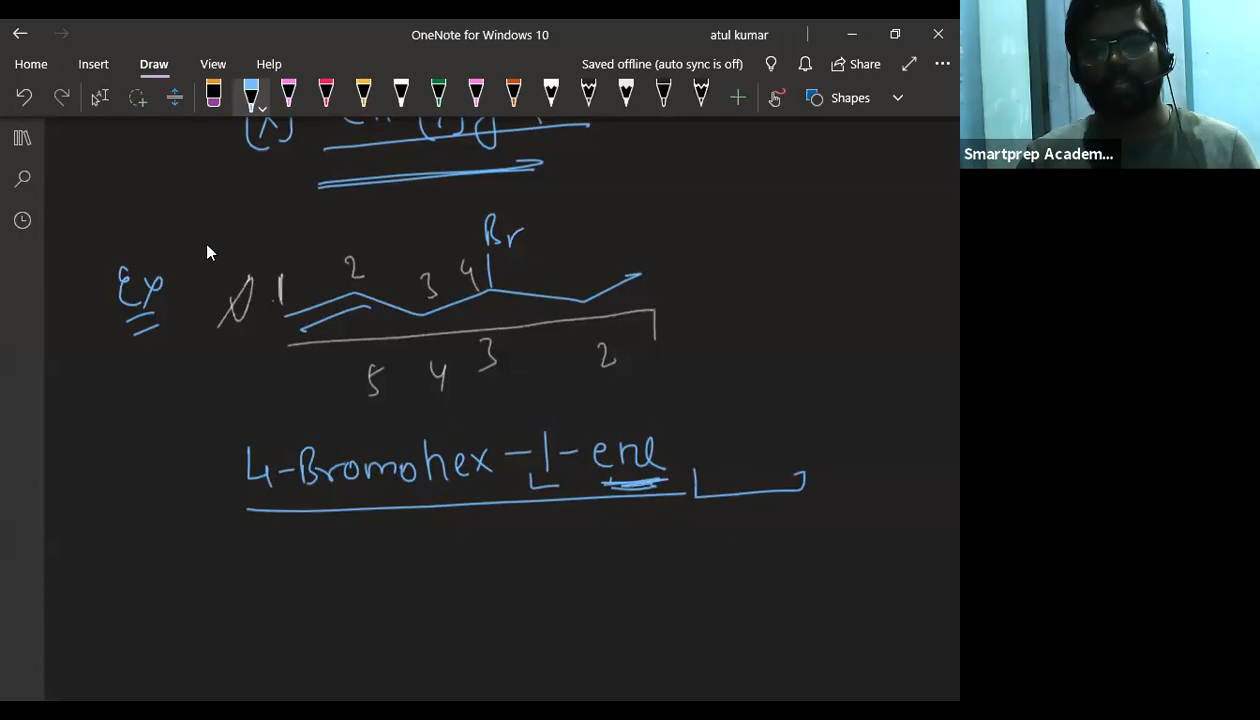 OneNote for Windows 10
atul kumar
Home Insert Draw View Help
Saved offline (auto sync is off)
Share
Shapes
Smartprep Academ...
Br
Ex
1 2 3 4
5 4 3 2
4-Bromohex-1-ene